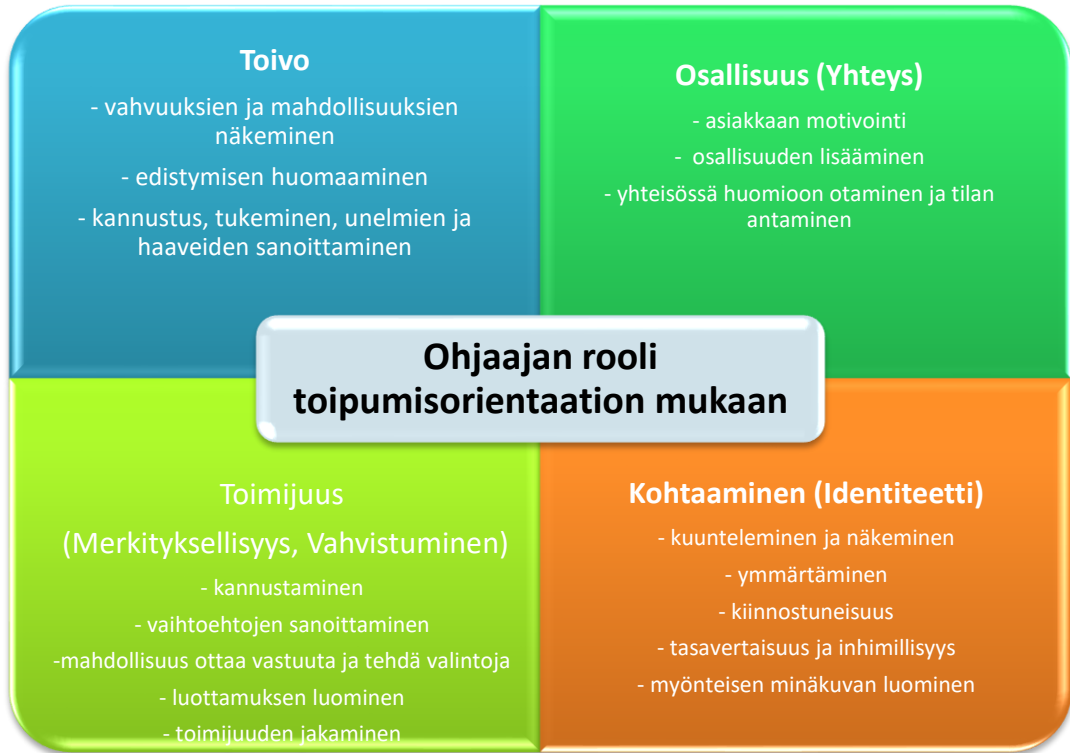 Toivo
- vahvuuksien ja mahdollisuuksien
näkeminen
- edistymisen huomaaminen
- kannustus, tukeminen, unelmien ja
haaveiden sanoittaminen
Osallisuus (Yhteys)
- asiakkaan motivointi
- osallisuuden lisääminen
- yhteisössä huomioon otaminen ja tilan
antaminen
Ohjaajan rooli
toipumisorientaation mukaan
Toimijuus
(Merkityksellisyys, Vahvistuminen)
- kannustaminen
- vaihtoehtojen sanoittaminen
-mahdollisuus ottaa vastuuta ja tehdä valintoja
- luottamuksen luominen
- toimijuuden jakaminen
Kohtaaminen (Identiteetti)
- kuunteleminen ja näkeminen
- ymmärtäminen
- kiinnostuneisuus
- tasavertaisuus ja inhimillisyys
- myönteisen minäkuvan luominen